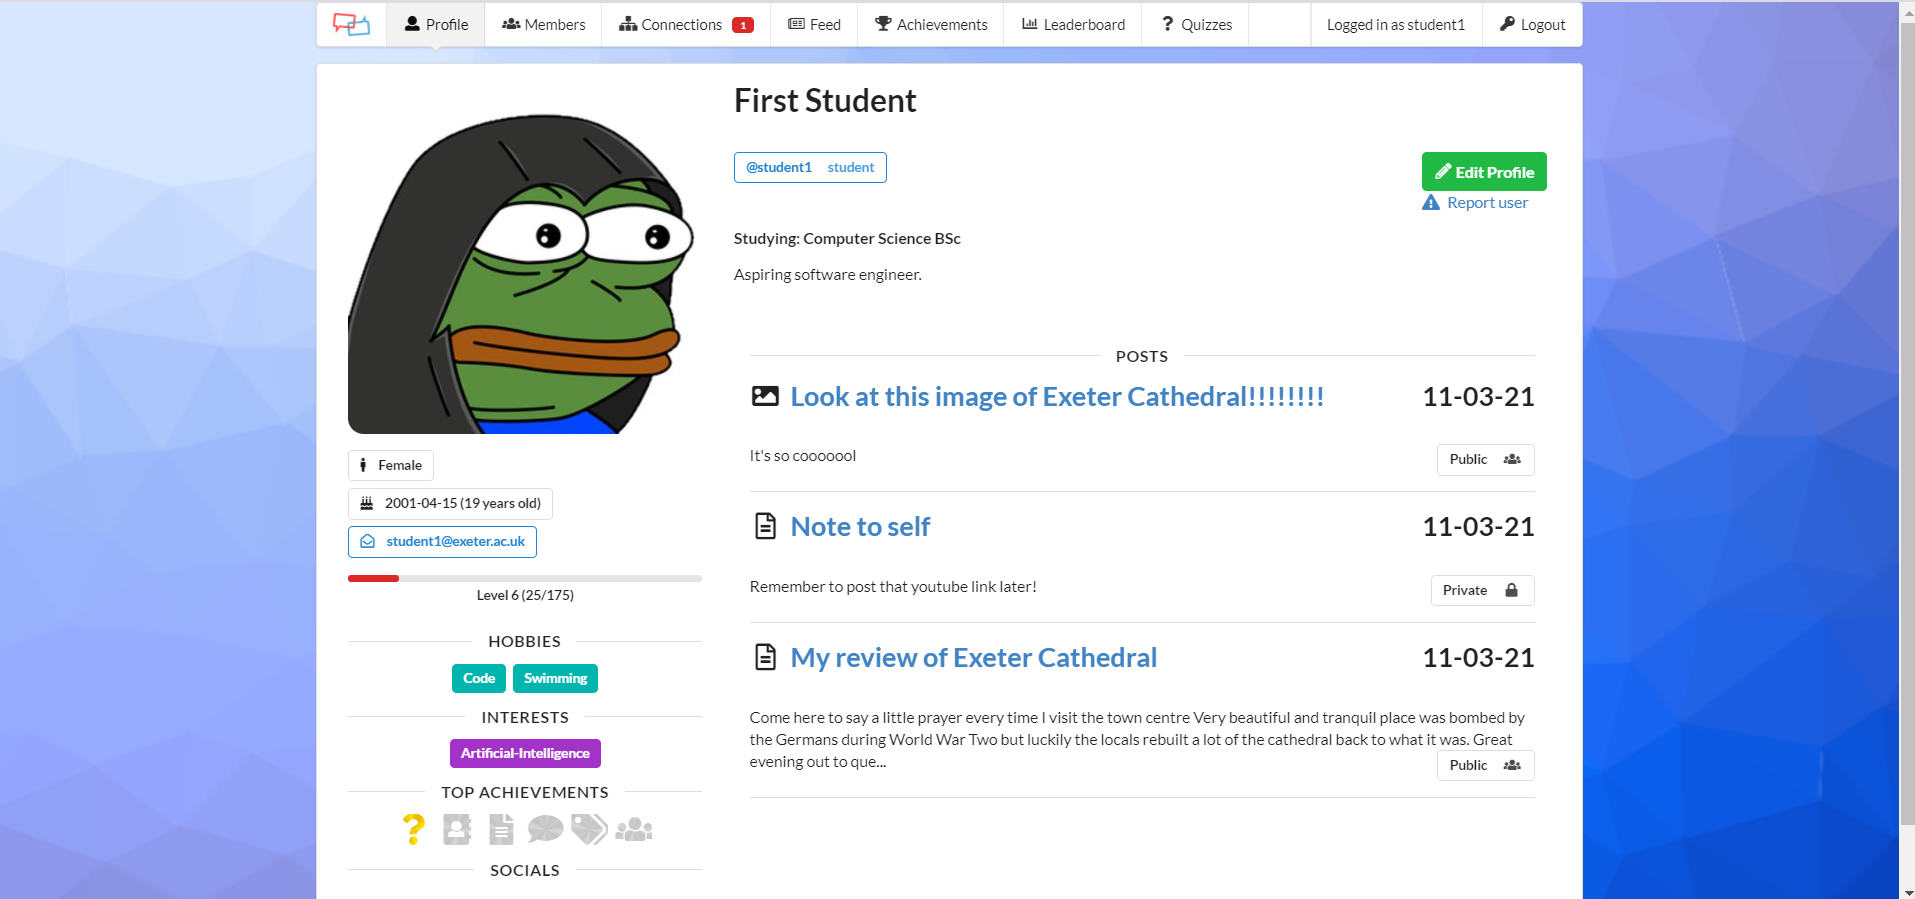 Profile
Members
Connections 1
Feed
Achievements
Leaderboard
Quizzes
Logged in as student1
Logout
First Student
@student1 student
Edit Profile
Report user
Studying: Computer Science BSc
Aspiring software engineer.
Female
2001-04-15 (19 years old)
student1@exeter.ac.uk
Level 6 (25/175)
HOBBIES
Code Swimming
INTERESTS
Artificial-Intelligence
TOP ACHIEVEMENTS
SOCIALS
POSTS
Look at this image of Exeter Cathedral!!!!!!!! 11-03-21
It's so cooooool
Public
Note to self 11-03-21
Remember to post that youtube link later!
Private
My review of Exeter Cathedral 11-03-21
Come here to say a little prayer every time I visit the town centre Very beautiful and tranquil place was bombed by
the Germans during World War Two but luckily the locals rebuilt a lot of the cathedral back to what it was. Great
evening out to que...
Public